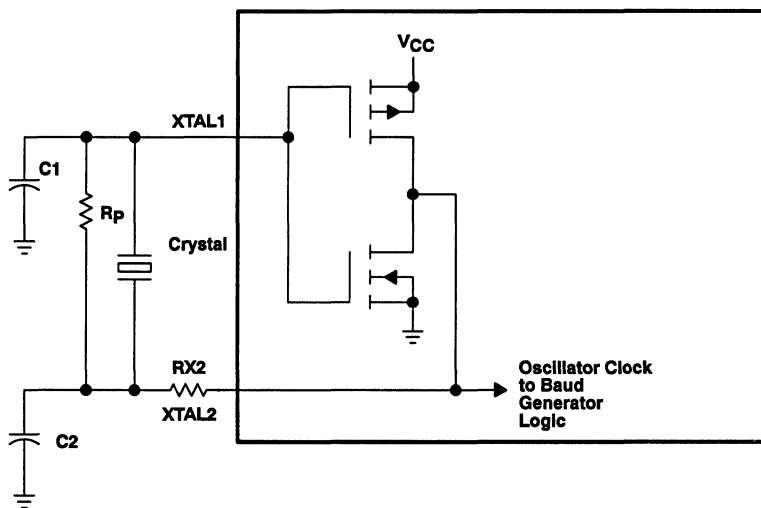 VCC
XTAL1
C1
RP
Crystal
RX2
XTAL2
C2
Oscillator Clock
to Baud
Generator
Logic